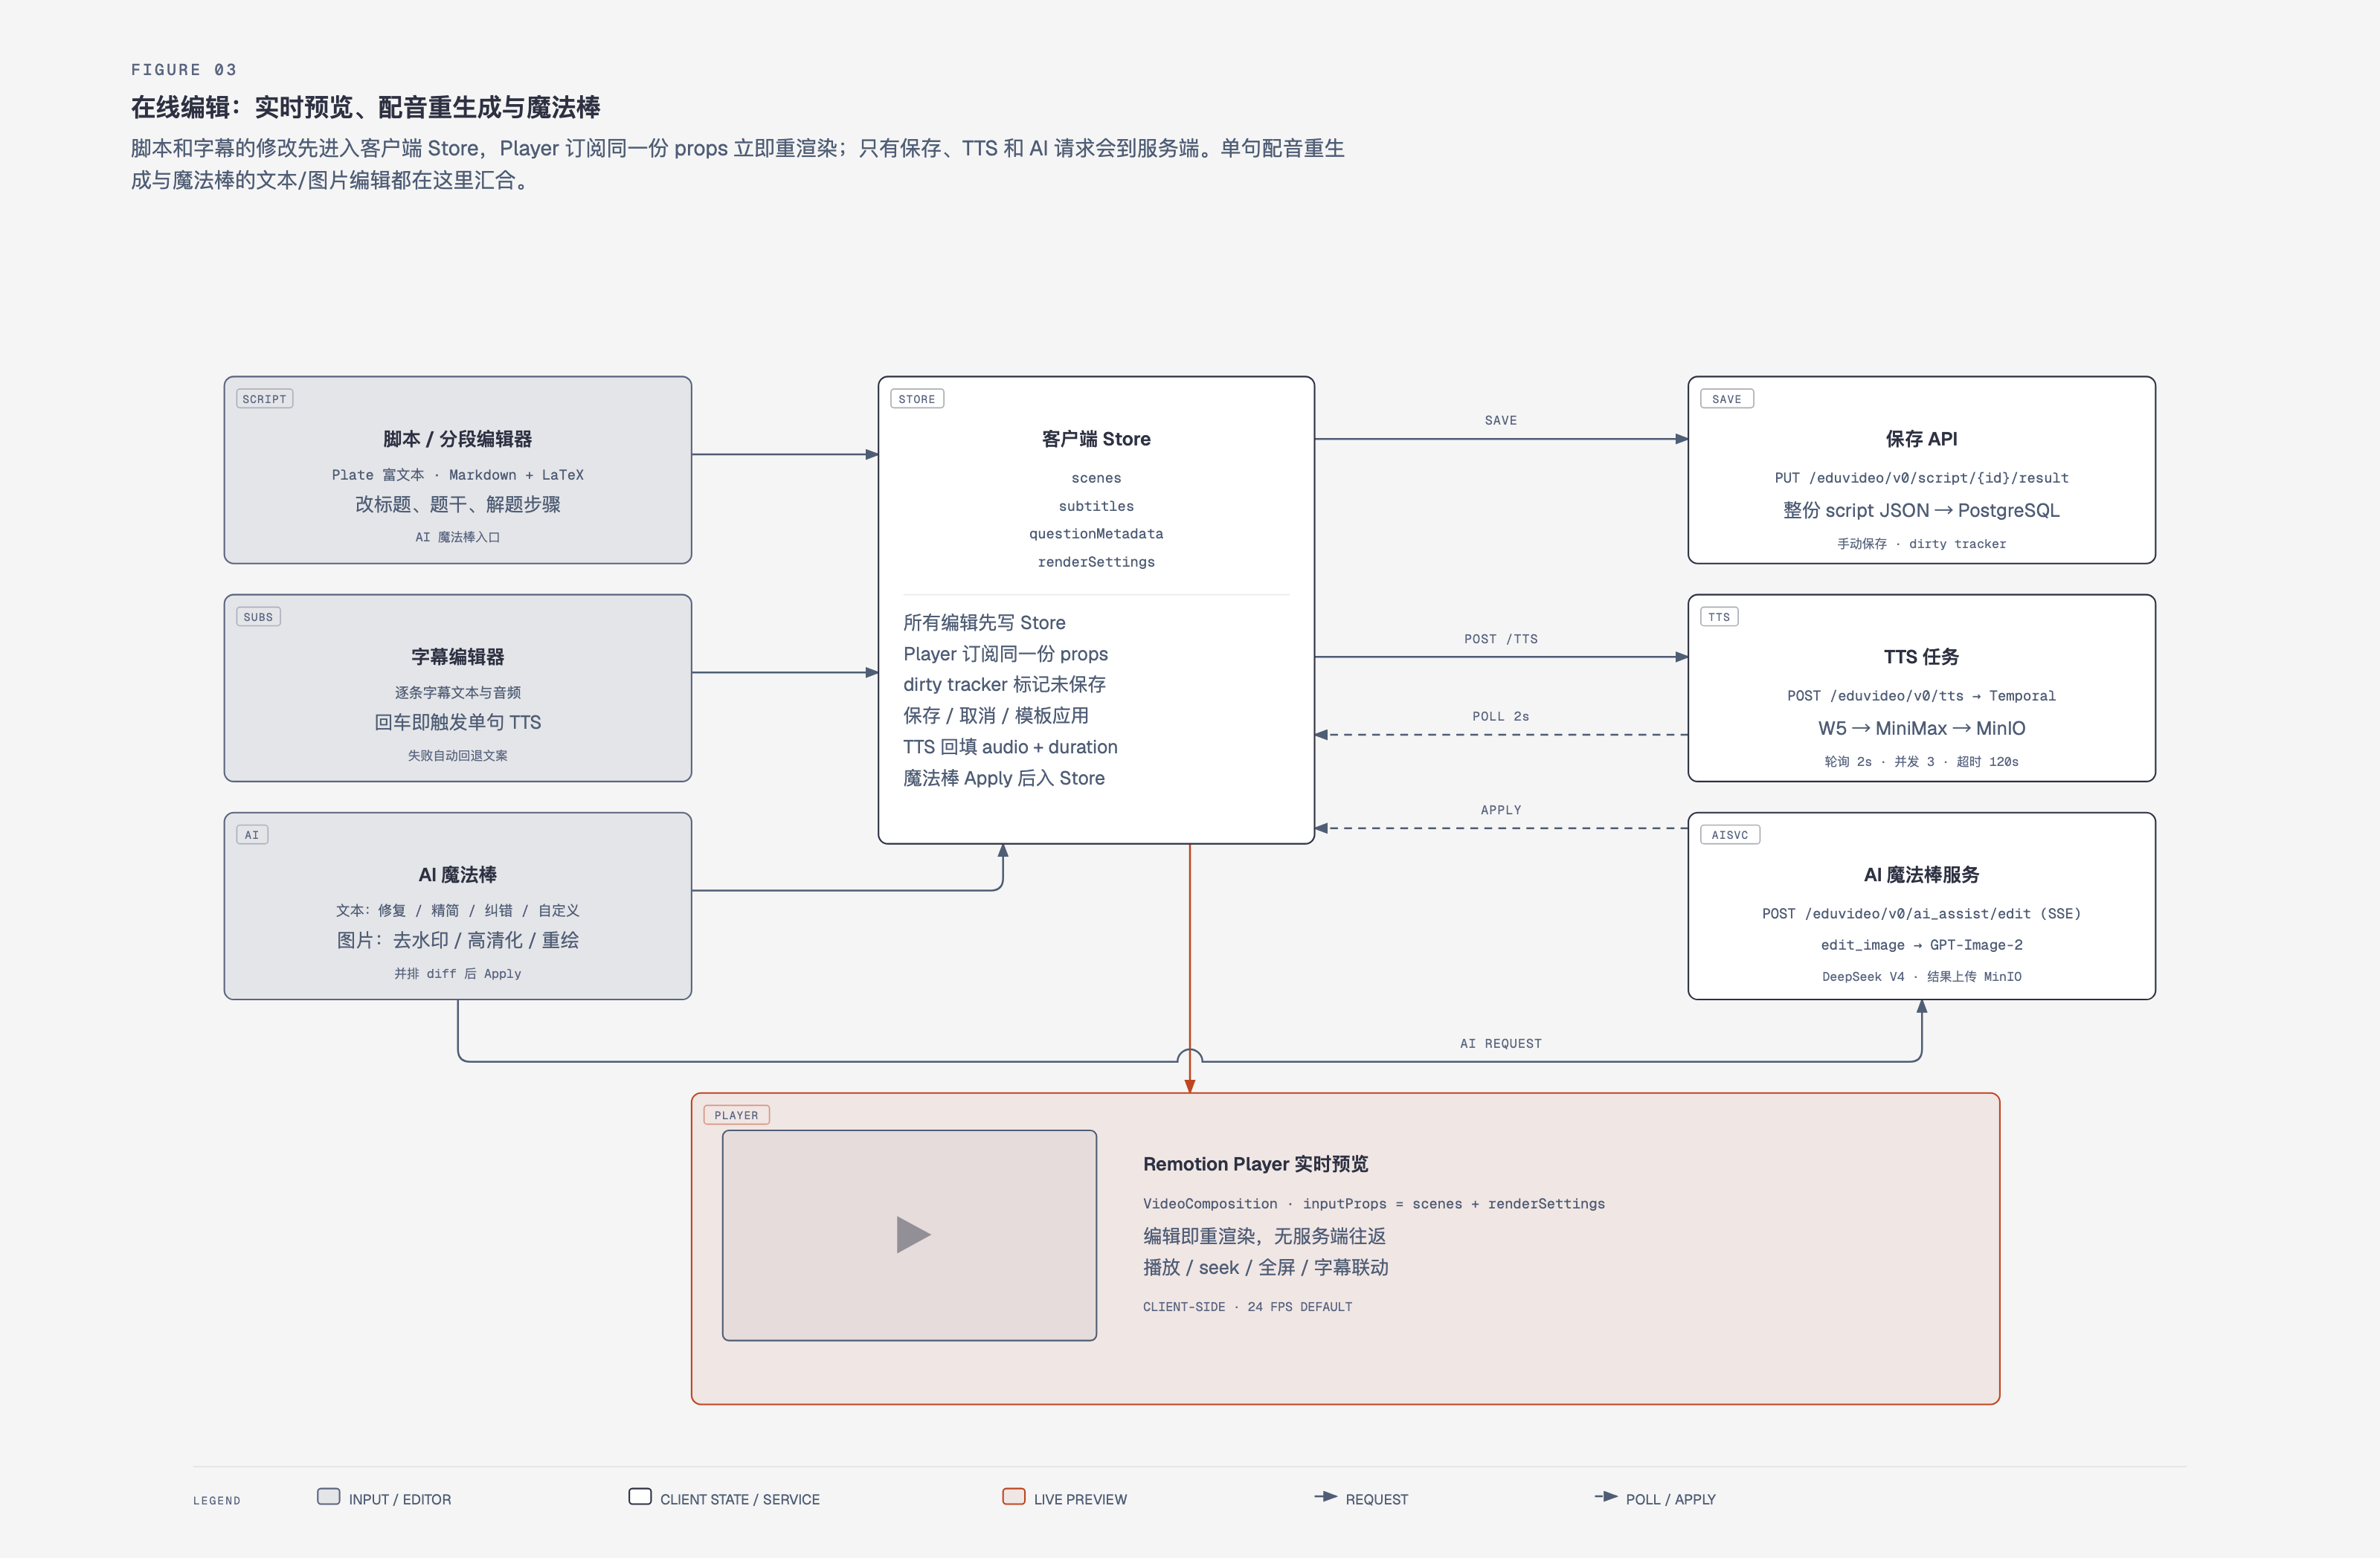 FIGURE 03
在线编辑：实时预览、配音重生成与魔法棒
脚本和字幕的修改先进入客户端 Store，Player 订阅同一份 props 立即重渲染；只有保存、TTS 和 AI 请求会到服务端。单句配音重生
成与魔法棒的文本/图片编辑都在这里汇合。
SCRIPT
脚本 / 分段编辑器
Plate 富文本 · Markdown + LaTeX
改标题、题干、解题步骤
AI 魔法棒入口
SUBS
字幕编辑器
逐条字幕文本与音频
回车即触发单句 TTS
失败自动回退文案
AI
AI 魔法棒
文本：修复 / 精简 / 纠错 / 自定义
图片：去水印 / 高清化 / 重绘
并排 diff 后 Apply
STORE
客户端 Store
scenes
subtitles
questionMetadata
renderSettings
所有编辑先写 Store
Player 订阅同一份 props
dirty tracker 标记未保存
保存 / 取消 / 模板应用
TTS 回填 audio + duration
魔法棒 Apply 后入 Store
SAVE
POST /TTS
POLL 2s
APPLY
AI REQUEST
SAVE
保存 API
PUT /eduvideo/v0/script/{id}/result
整份 script JSON → PostgreSQL
手动保存 · dirty tracker
TTS
TTS 任务
POST /eduvideo/v0/tts → Temporal
W5 → MiniMax → MinIO
轮询 2s · 并发 3 · 超时 120s
AISVC
AI 魔法棒服务
POST /eduvideo/v0/ai_assist/edit (SSE)
edit_image → GPT-Image-2
DeepSeek V4 · 结果上传 MinIO
PLAYER
Remotion Player 实时预览
VideoComposition · inputProps = scenes + renderSettings
编辑即重渲染，无服务端往返
播放 / seek / 全屏 / 字幕联动
CLIENT-SIDE · 24 FPS DEFAULT
LEGEND
INPUT / EDITOR
CLIENT STATE / SERVICE
LIVE PREVIEW
REQUEST
POLL / APPLY